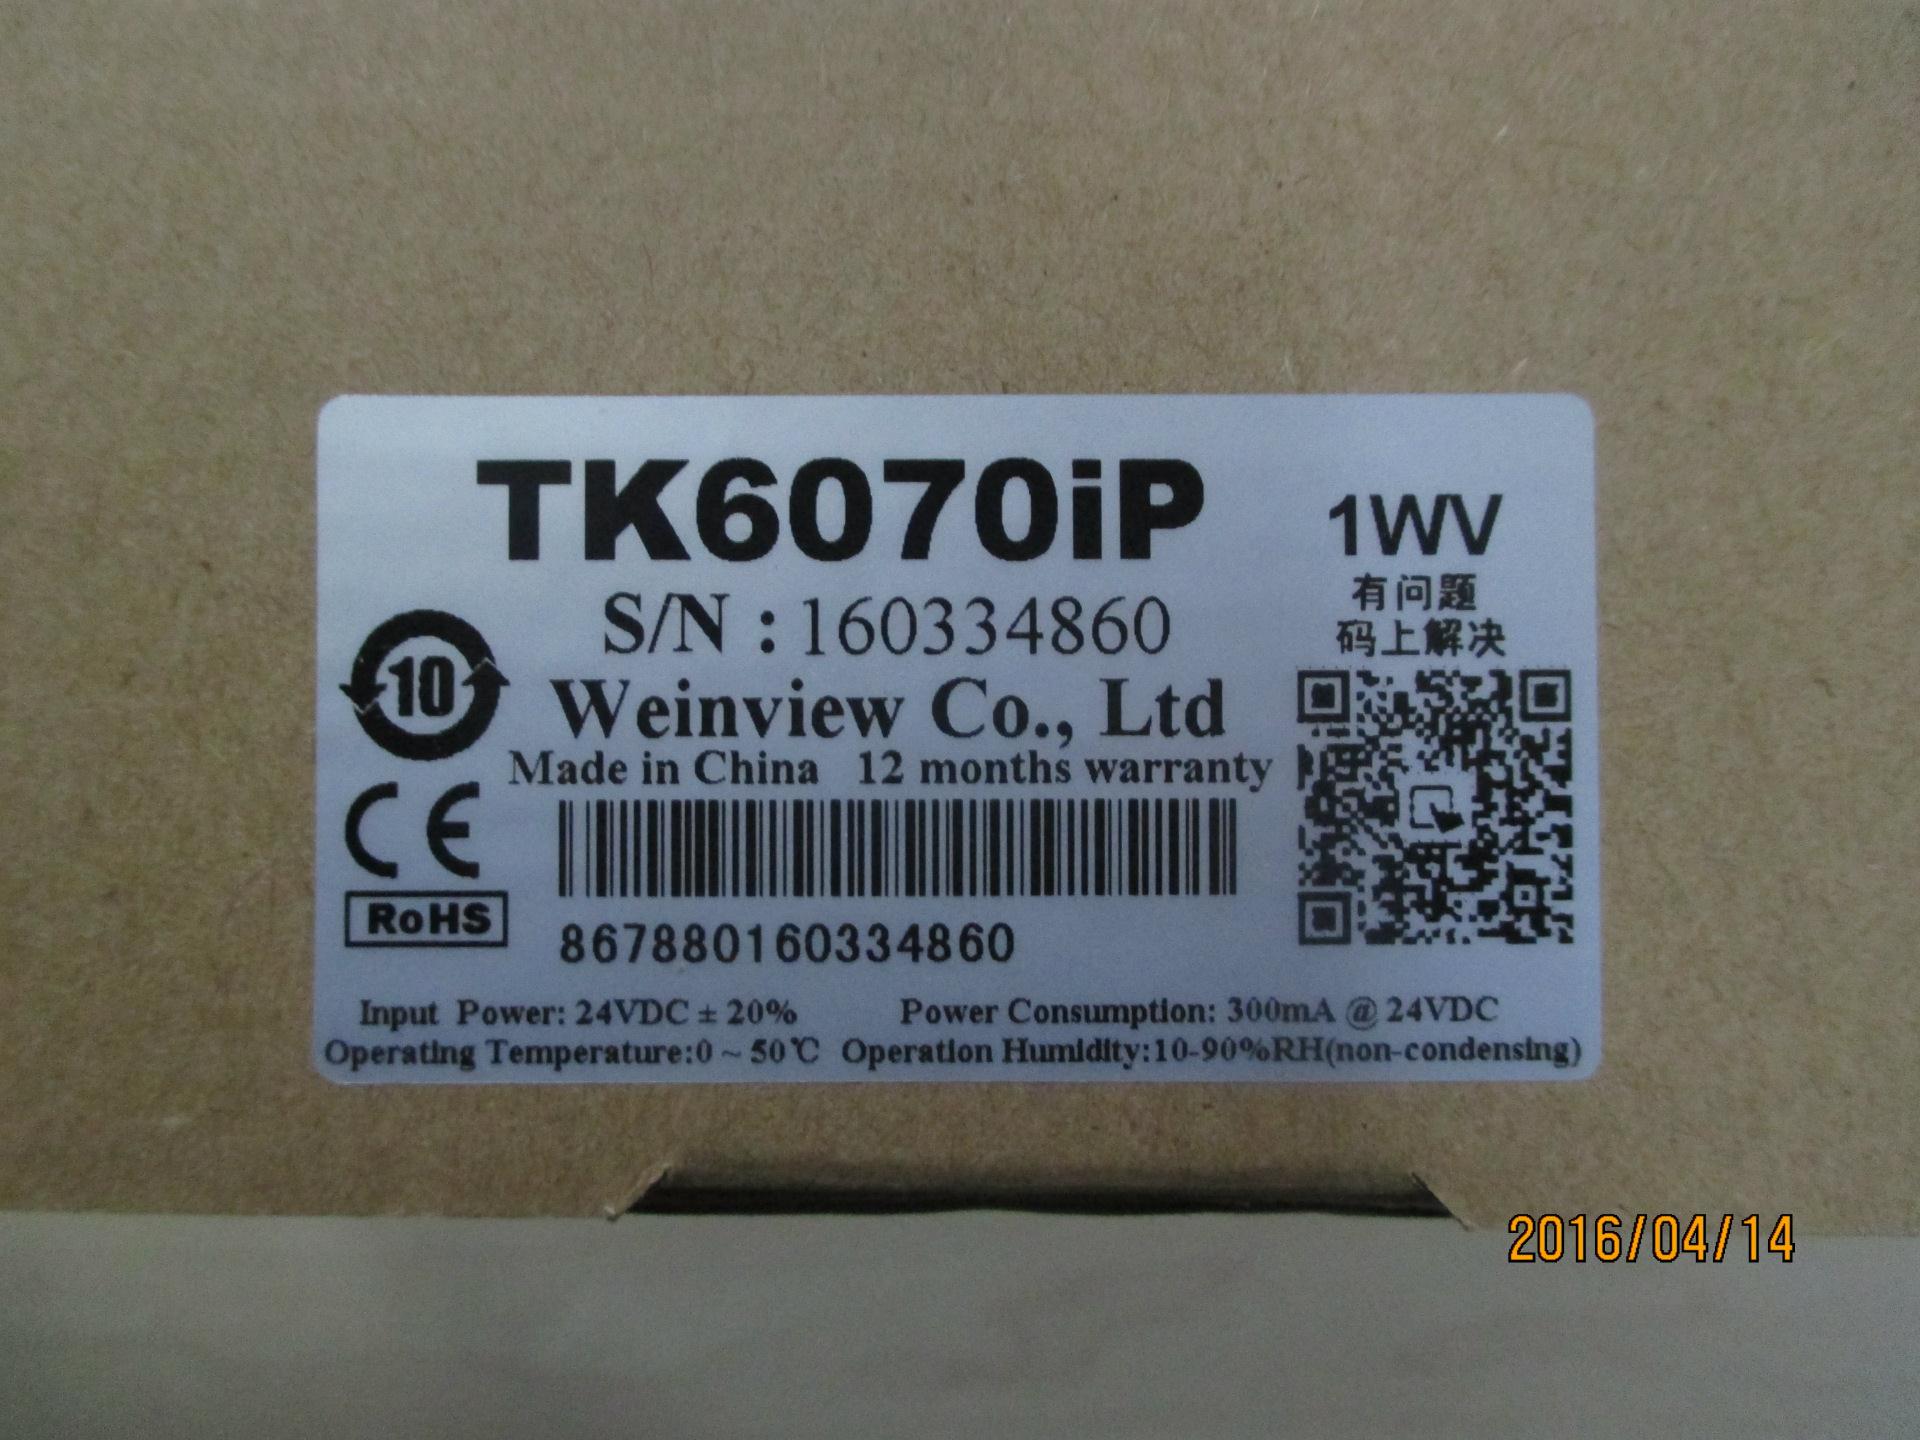 TK6070iP
1WV
有问题
码上解决
S/N : 160334860
10
Weinview Co., Ltd
Made in China 12 months warranty
CE
RoHS
867880160334860
Input Power: 24VDC ± 20% Power Consumption: 300mA @ 24VDC
Operating Temperature:0 ~ 50℃ Operation Humidity:10-90%RH(non-condensing)
2016/04/14